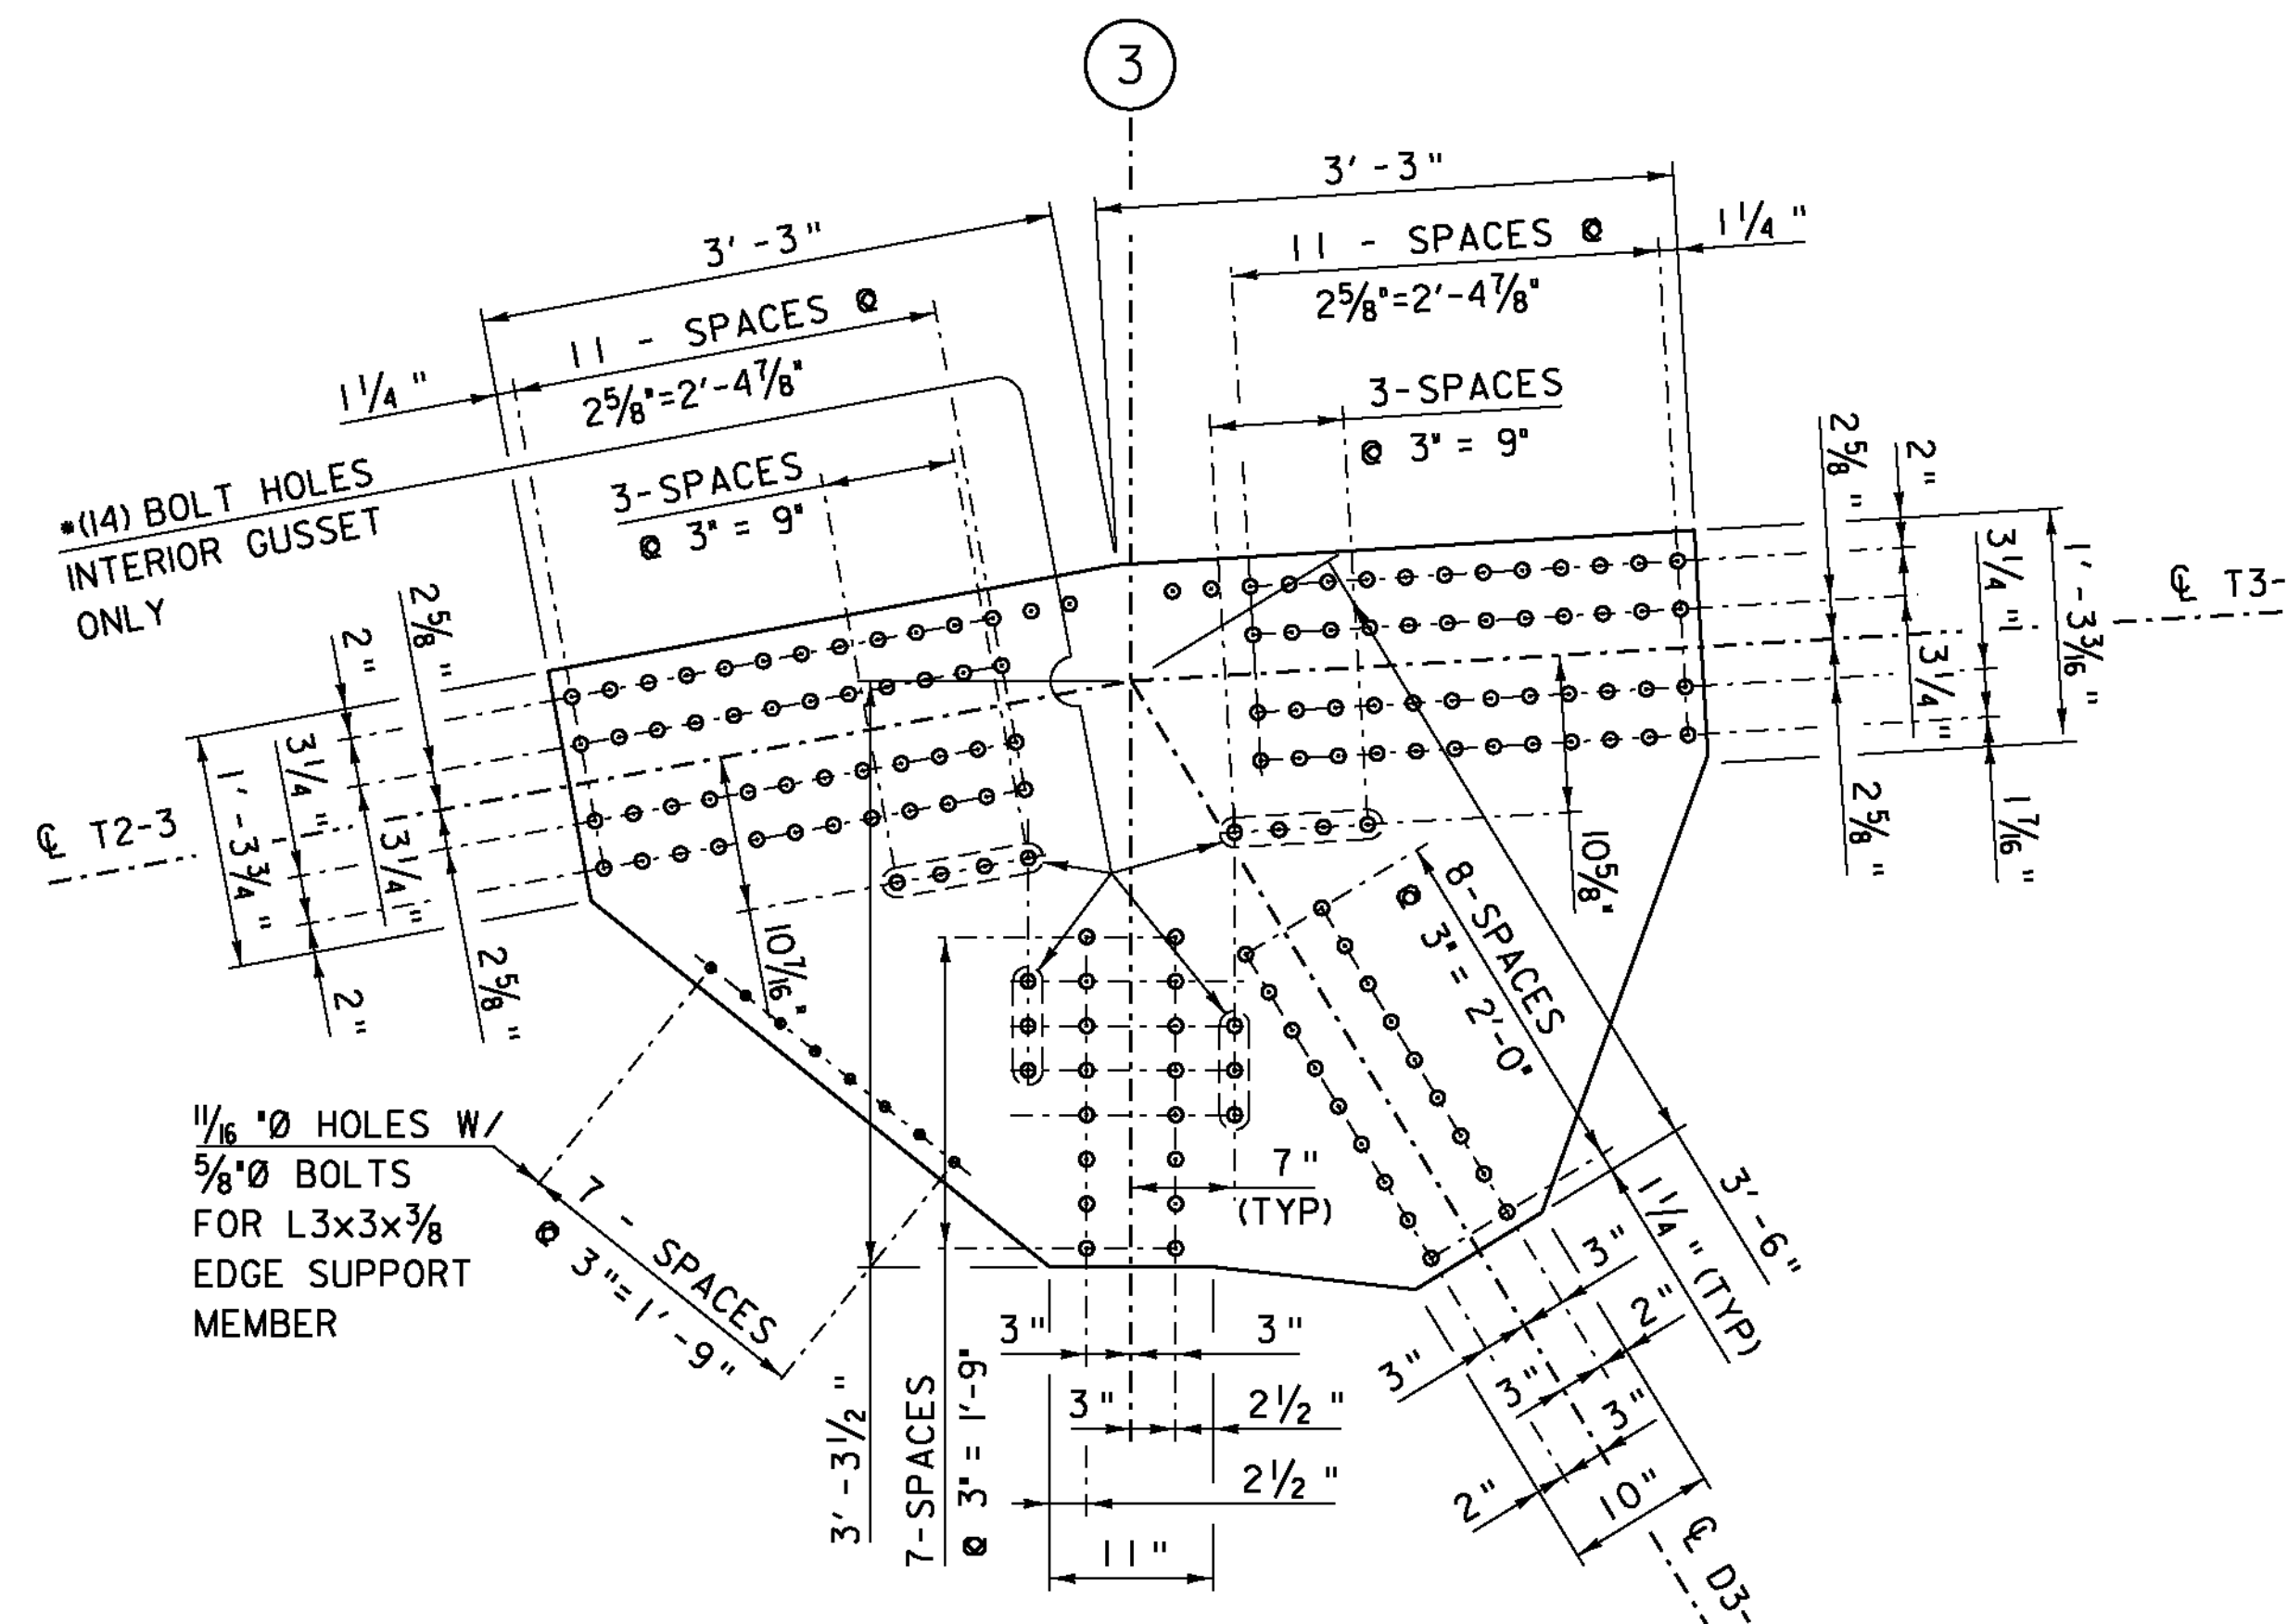 3
3'-3"
3'-3"
11 - SPACES @
2 5/8"=2'-4 7/8"
1 1/4"
11 - SPACES @
2 5/8"=2'-4 7/8"
1 1/4"
3-SPACES
@ 3" = 9"
3-SPACES
@ 3" = 9"
*(14) BOLT HOLES
INTERIOR GUSSET
ONLY
2 5/8"
2"
3 1/4"
1'-3 3/16"
3 1/4"
2 5/8"
1 7/16"
℄ T3-
2 5/8"
2"
3 1/4"
1'-3 3/4"
3 1/4"
2 5/8"
2"
℄ T2-3
10 7/16"
10 5/8"
8-SPACES
@ 3" = 2'-0"
11/16"Ø HOLES W/
5/8"Ø BOLTS
FOR L3x3x3/8
EDGE SUPPORT
MEMBER
7 - SPACES
@ 3"=1'-9"
7"
(TYP)
3'-6"
1 1/4" (TYP)
3"
2"
3"
3"
3"
2"
10"
℄ D3-
3'-3 1/2"
7-SPACES
@ 3" = 1'-9"
3"
3"
3"
2 1/2"
2 1/2"
11"